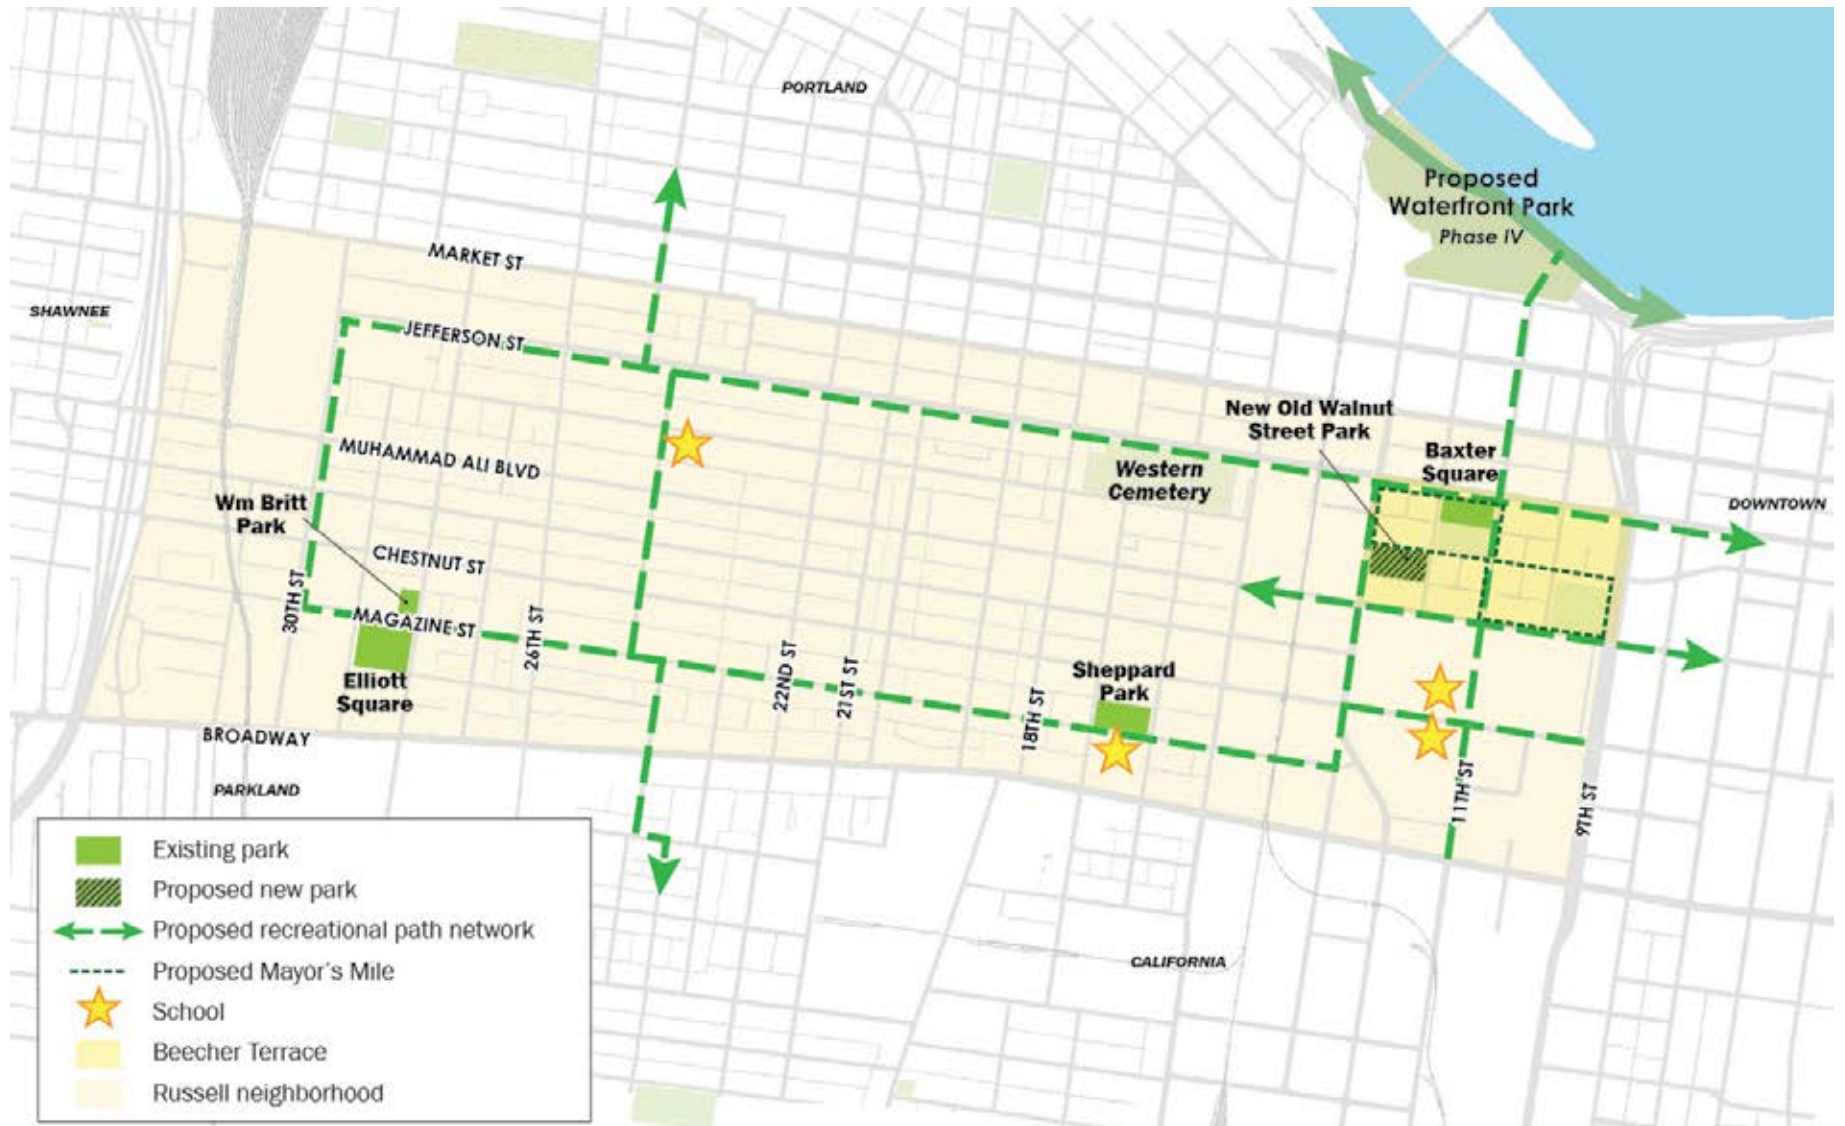 PORTLAND
Proposed
Waterfront Park
Phase IV
MARKET ST
SHAWNEE
JEFFERSON ST
New Old Walnut
Street Park
Baxter
Square
MUHAMMAD ALI BLVD
Western
Cemetery
DOWNTOWN
Wm Britt
Park
CHESTNUT ST
30TH ST
MAGAZINE ST
26TH ST
22ND ST
21ST ST
18TH ST
Sheppard
Park
Elliott
Square
BROADWAY
PARKLAND
11TH ST
9TH ST
CALIFORNIA
Existing park
Proposed new park
Proposed recreational path network
Proposed Mayor's Mile
School
Beecher Terrace
Russell neighborhood